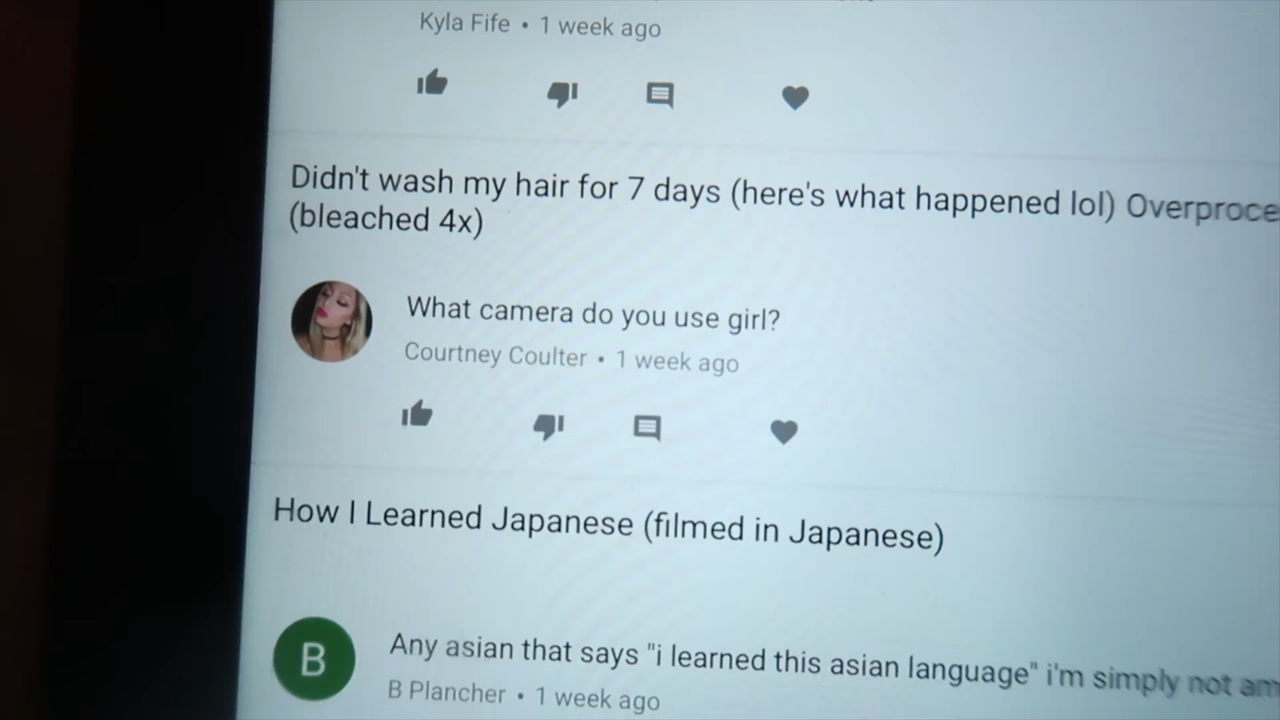 Kyla Fife • 1 week ago
Didn't wash my hair for 7 days (here's what happened lol) Overproce
(bleached 4x)
What camera do you use girl?
Courtney Coulter • 1 week ago
How I Learned Japanese (filmed in Japanese)
B
Any asian that says "i learned this asian language" i'm simply not am
B Plancher • 1 week ago